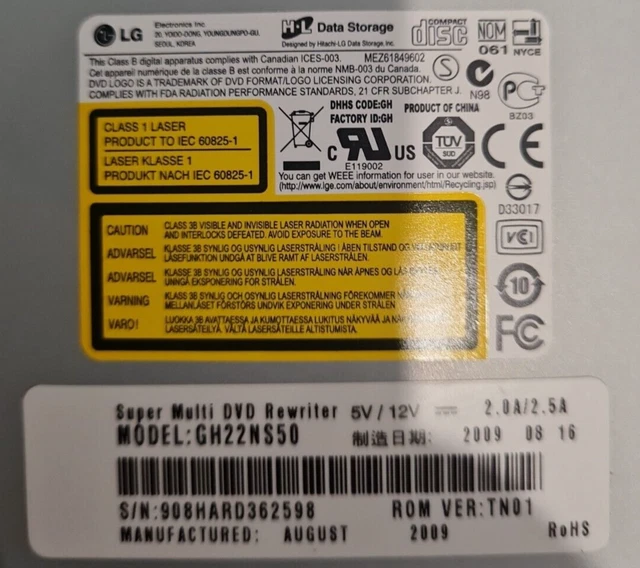 LG
Electronics Inc.
20, YOIDO-DONG, YOUNGDUNGPO-GU,
SEOUL, KOREA
H·L Data Storage
Designed by Hitachi-LG Data Storage, Inc.
COMPACT
disc
NOM
061 NYCE
This Class B digital apparatus complies with Canadian ICES-003. MEZ61849602
Cet appareil numérique de la classe B est conforme à la norme NMB-003 du Canada.
DVD LOGO IS A TRADEMARK OF DVD FORMAT/LOGO LICENSING CORPORATION.
COMPLIES WITH FDA RADIATION PERFORMANCE STANDARDS, 21 CFR SUBCHAPTER J.
S
N98
BZ03
DHHS CODE:GH PRODUCT OF CHINA
FACTORY ID:GH
CLASS 1 LASER
PRODUCT TO IEC 60825-1
LASER KLASSE 1
PRODUKT NACH IEC 60825-1
C RU US
E119002
TÜV
SÜD
CE
You can get WEEE information for user in our website.
(http://www.lge.com/about/environment/html/Recycling.jsp)
D33017
VCI
10
FC
CAUTION CLASS 3B VISIBLE AND INVISIBLE LASER RADIATION WHEN OPEN
AND INTERLOCKS DEFEATED. AVOID EXPOSURE TO THE BEAM.
ADVARSEL KLASSE 3B SYNLIG OG USYNLIG LASERSTRÅLING I ÅBEN TILSTAND OG
LÅSEFUNKTION UNDGÅ AT BLIVE RAMT AF LASERSTRÅLEN.
ADVARSEL KLASSE 3B SYNLIG OG USYNLIG LASERSTRÅLING NÅR ÅPNES OG
UNNGÅ EKSPONERING FOR STRÅLEN.
VARNING KLASS 3B SYNLIG OCH OSYNLIG LASERSTRÅLNING FÖREKOMMER
MELLANLÅSET FÖRSTÖRS UNDVIK EXPONERING UNDER STRÅLEN.
VARO! LUOKKA 3B AVATTAESSA JA KUMOTTAESSA LUKITUS NÄKYVÄÄ JA
LASERSÄTEILYÄ. VÄLTÄ LASERSÄTEILLE ALTISTUMISTA.
Super Multi DVD Rewriter 5V / 12V 2.0A/2.5A
MODEL:GH22NS50 制造日期: 2009 08 16
S/N:908HARD362598 ROM VER:TN01
MANUFACTURED: AUGUST 2009 RoHS